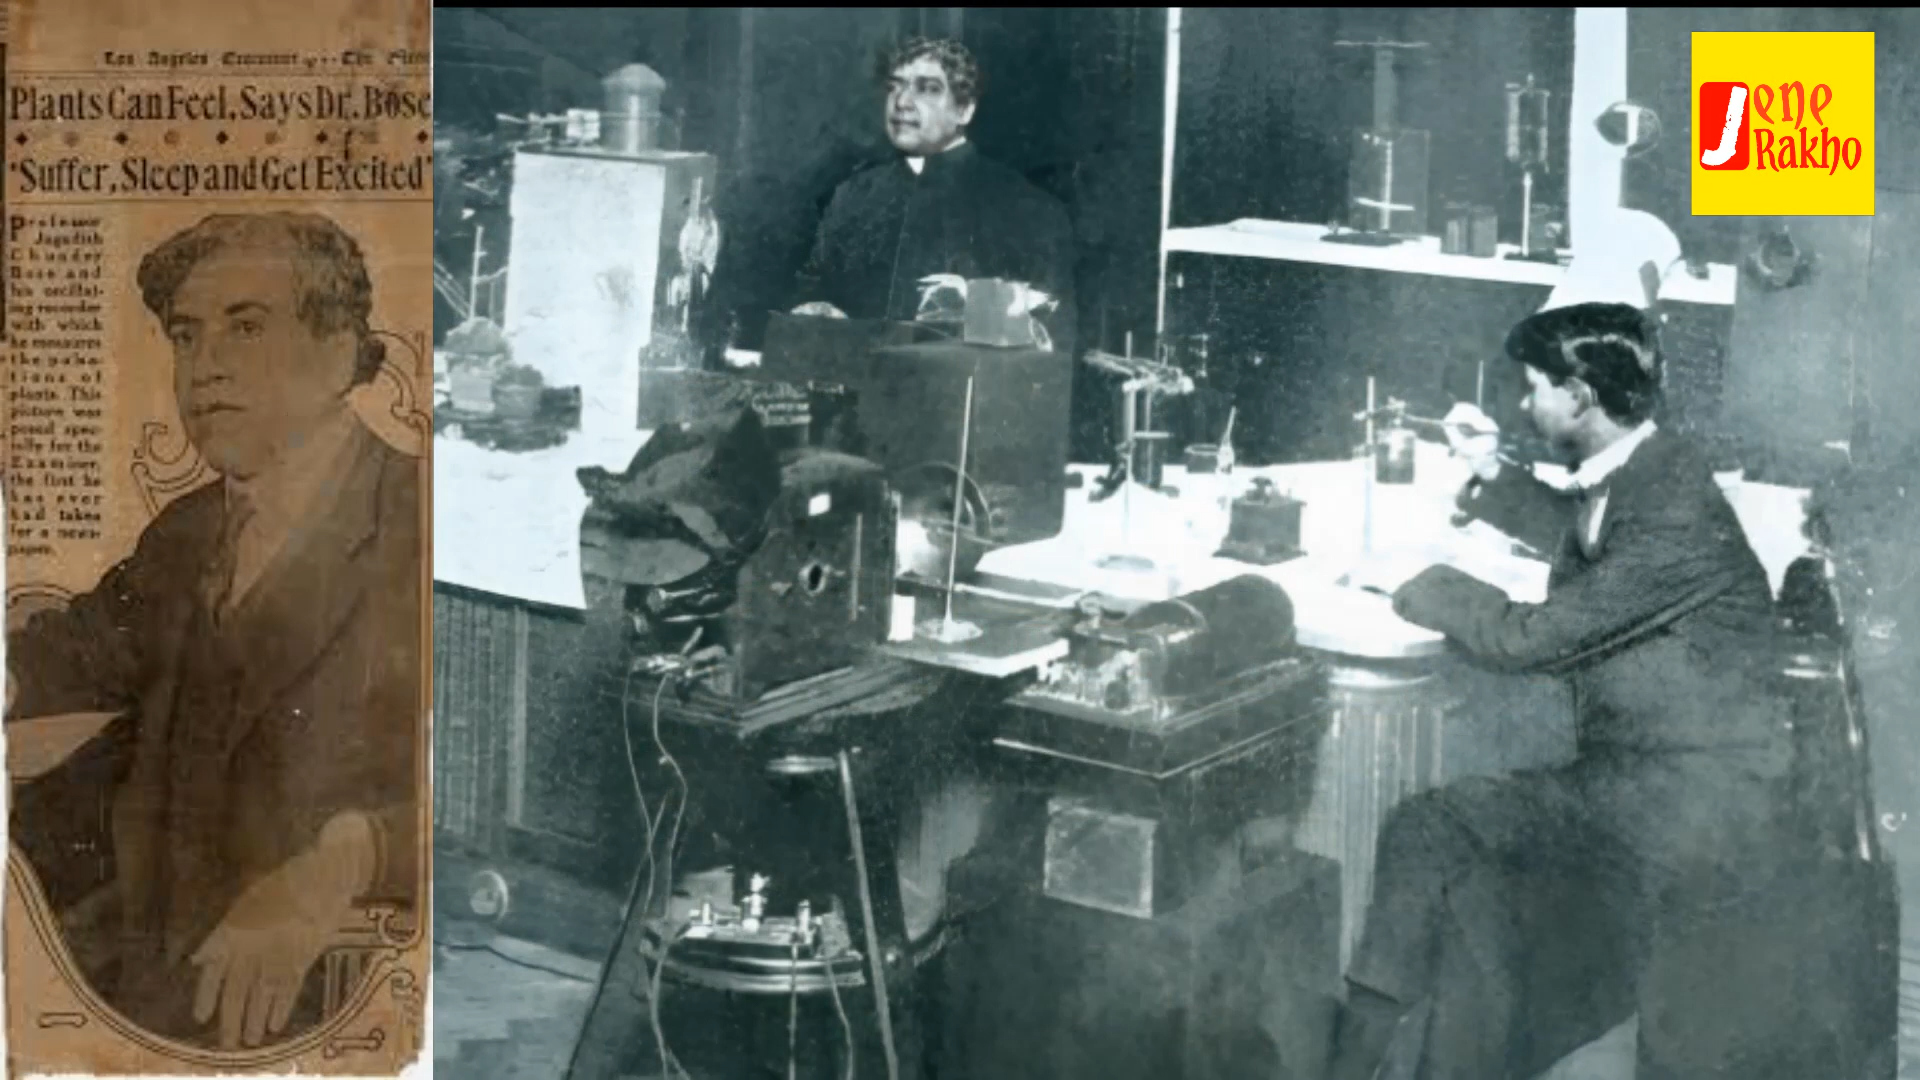 Los Angeles Examiner
Plants Can Feel, Says Dr. Bose
'Suffer, Sleep and Get Excited'
Professor
Jagadish
Chunder
Bose and
his oscillat-
ing recorder
with which
he measures
the pulsa-
tions of
plants. This
picture was
posed spec-
ially for the
Examiner,
the first he
has ever
had taken
for a news-
paper.
Jene
Rakho